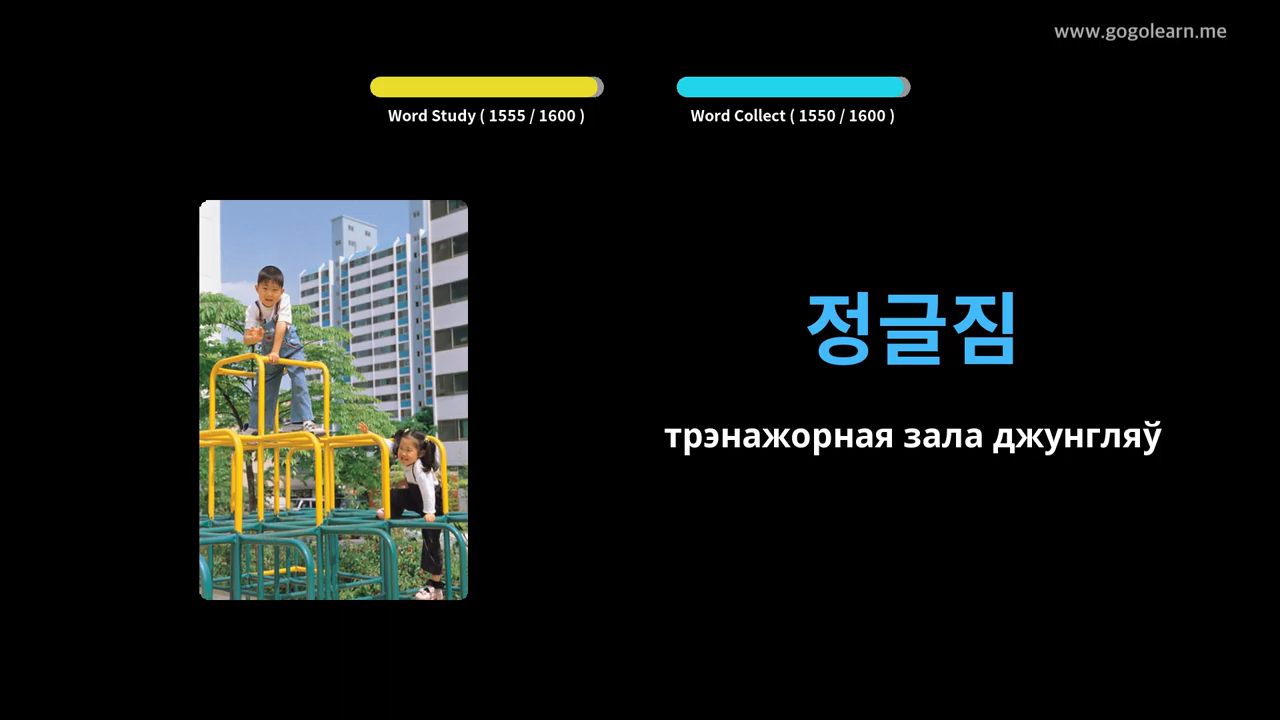 www.gogolearn.me
Word Study ( 1555 / 1600 )
Word Collect ( 1550 / 1600 )
정글짐
трэнажорная зала джунгляў